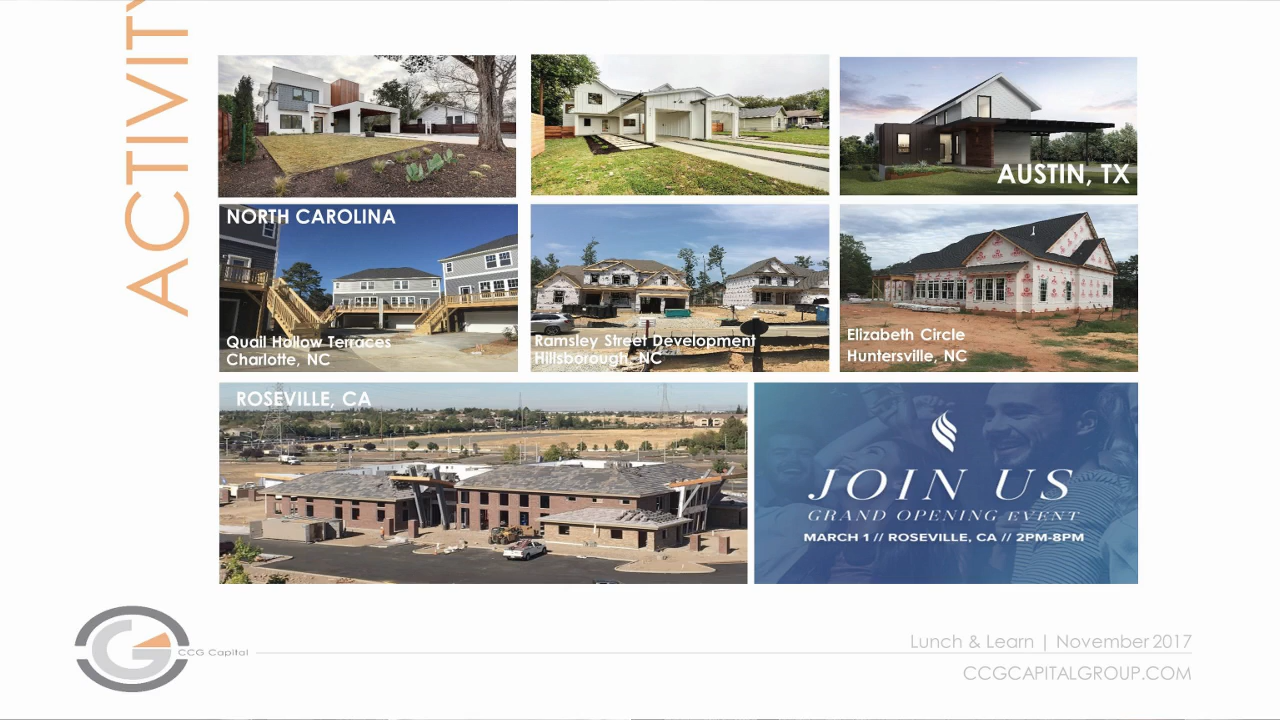 ACTIVITY
AUSTIN, TX
NORTH CAROLINA
Quail Hollow Terraces
Charlotte, NC
Ramsley Street Development
Hillsborough, NC
Elizabeth Circle
Huntersville, NC
ROSEVILLE, CA
JOIN US
GRAND OPENING EVENT
MARCH 1 // ROSEVILLE, CA // 2PM-8PM
CCG Capital
Lunch & Learn | November 2017
CCGCAPITALGROUP.COM